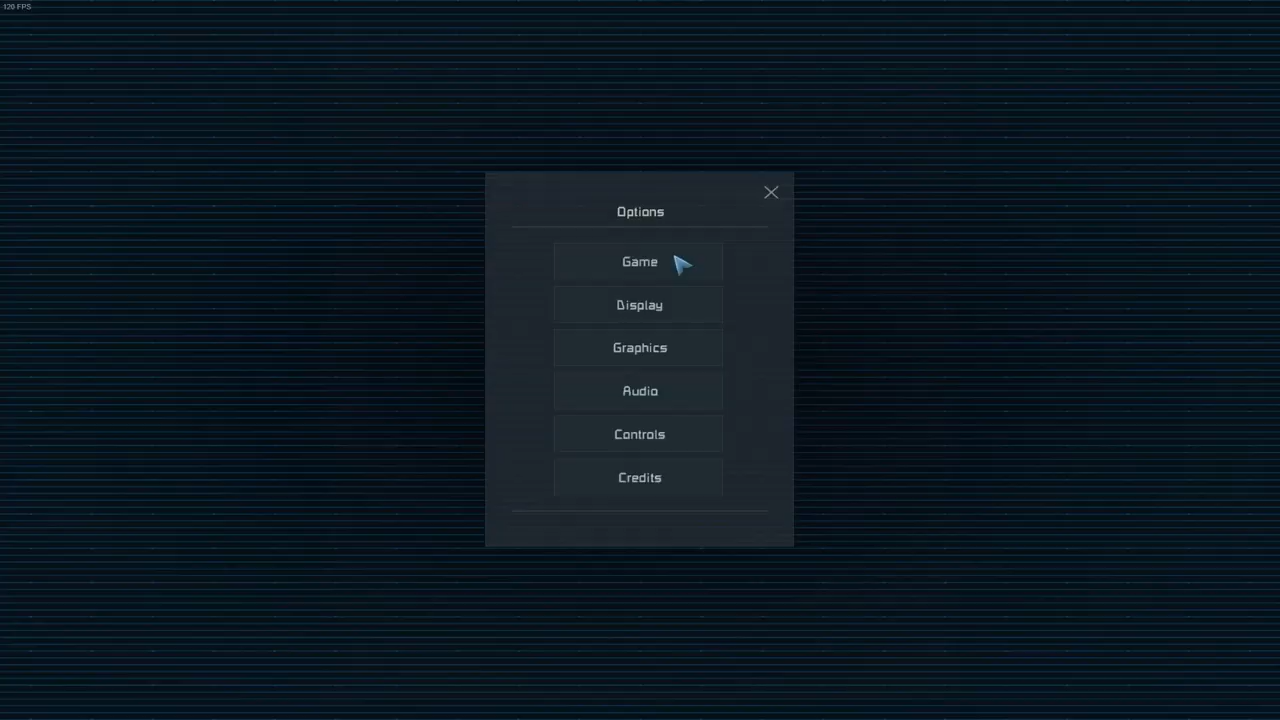 120 FPS
Options
Game
Display
Graphics
Audio
Controls
Credits